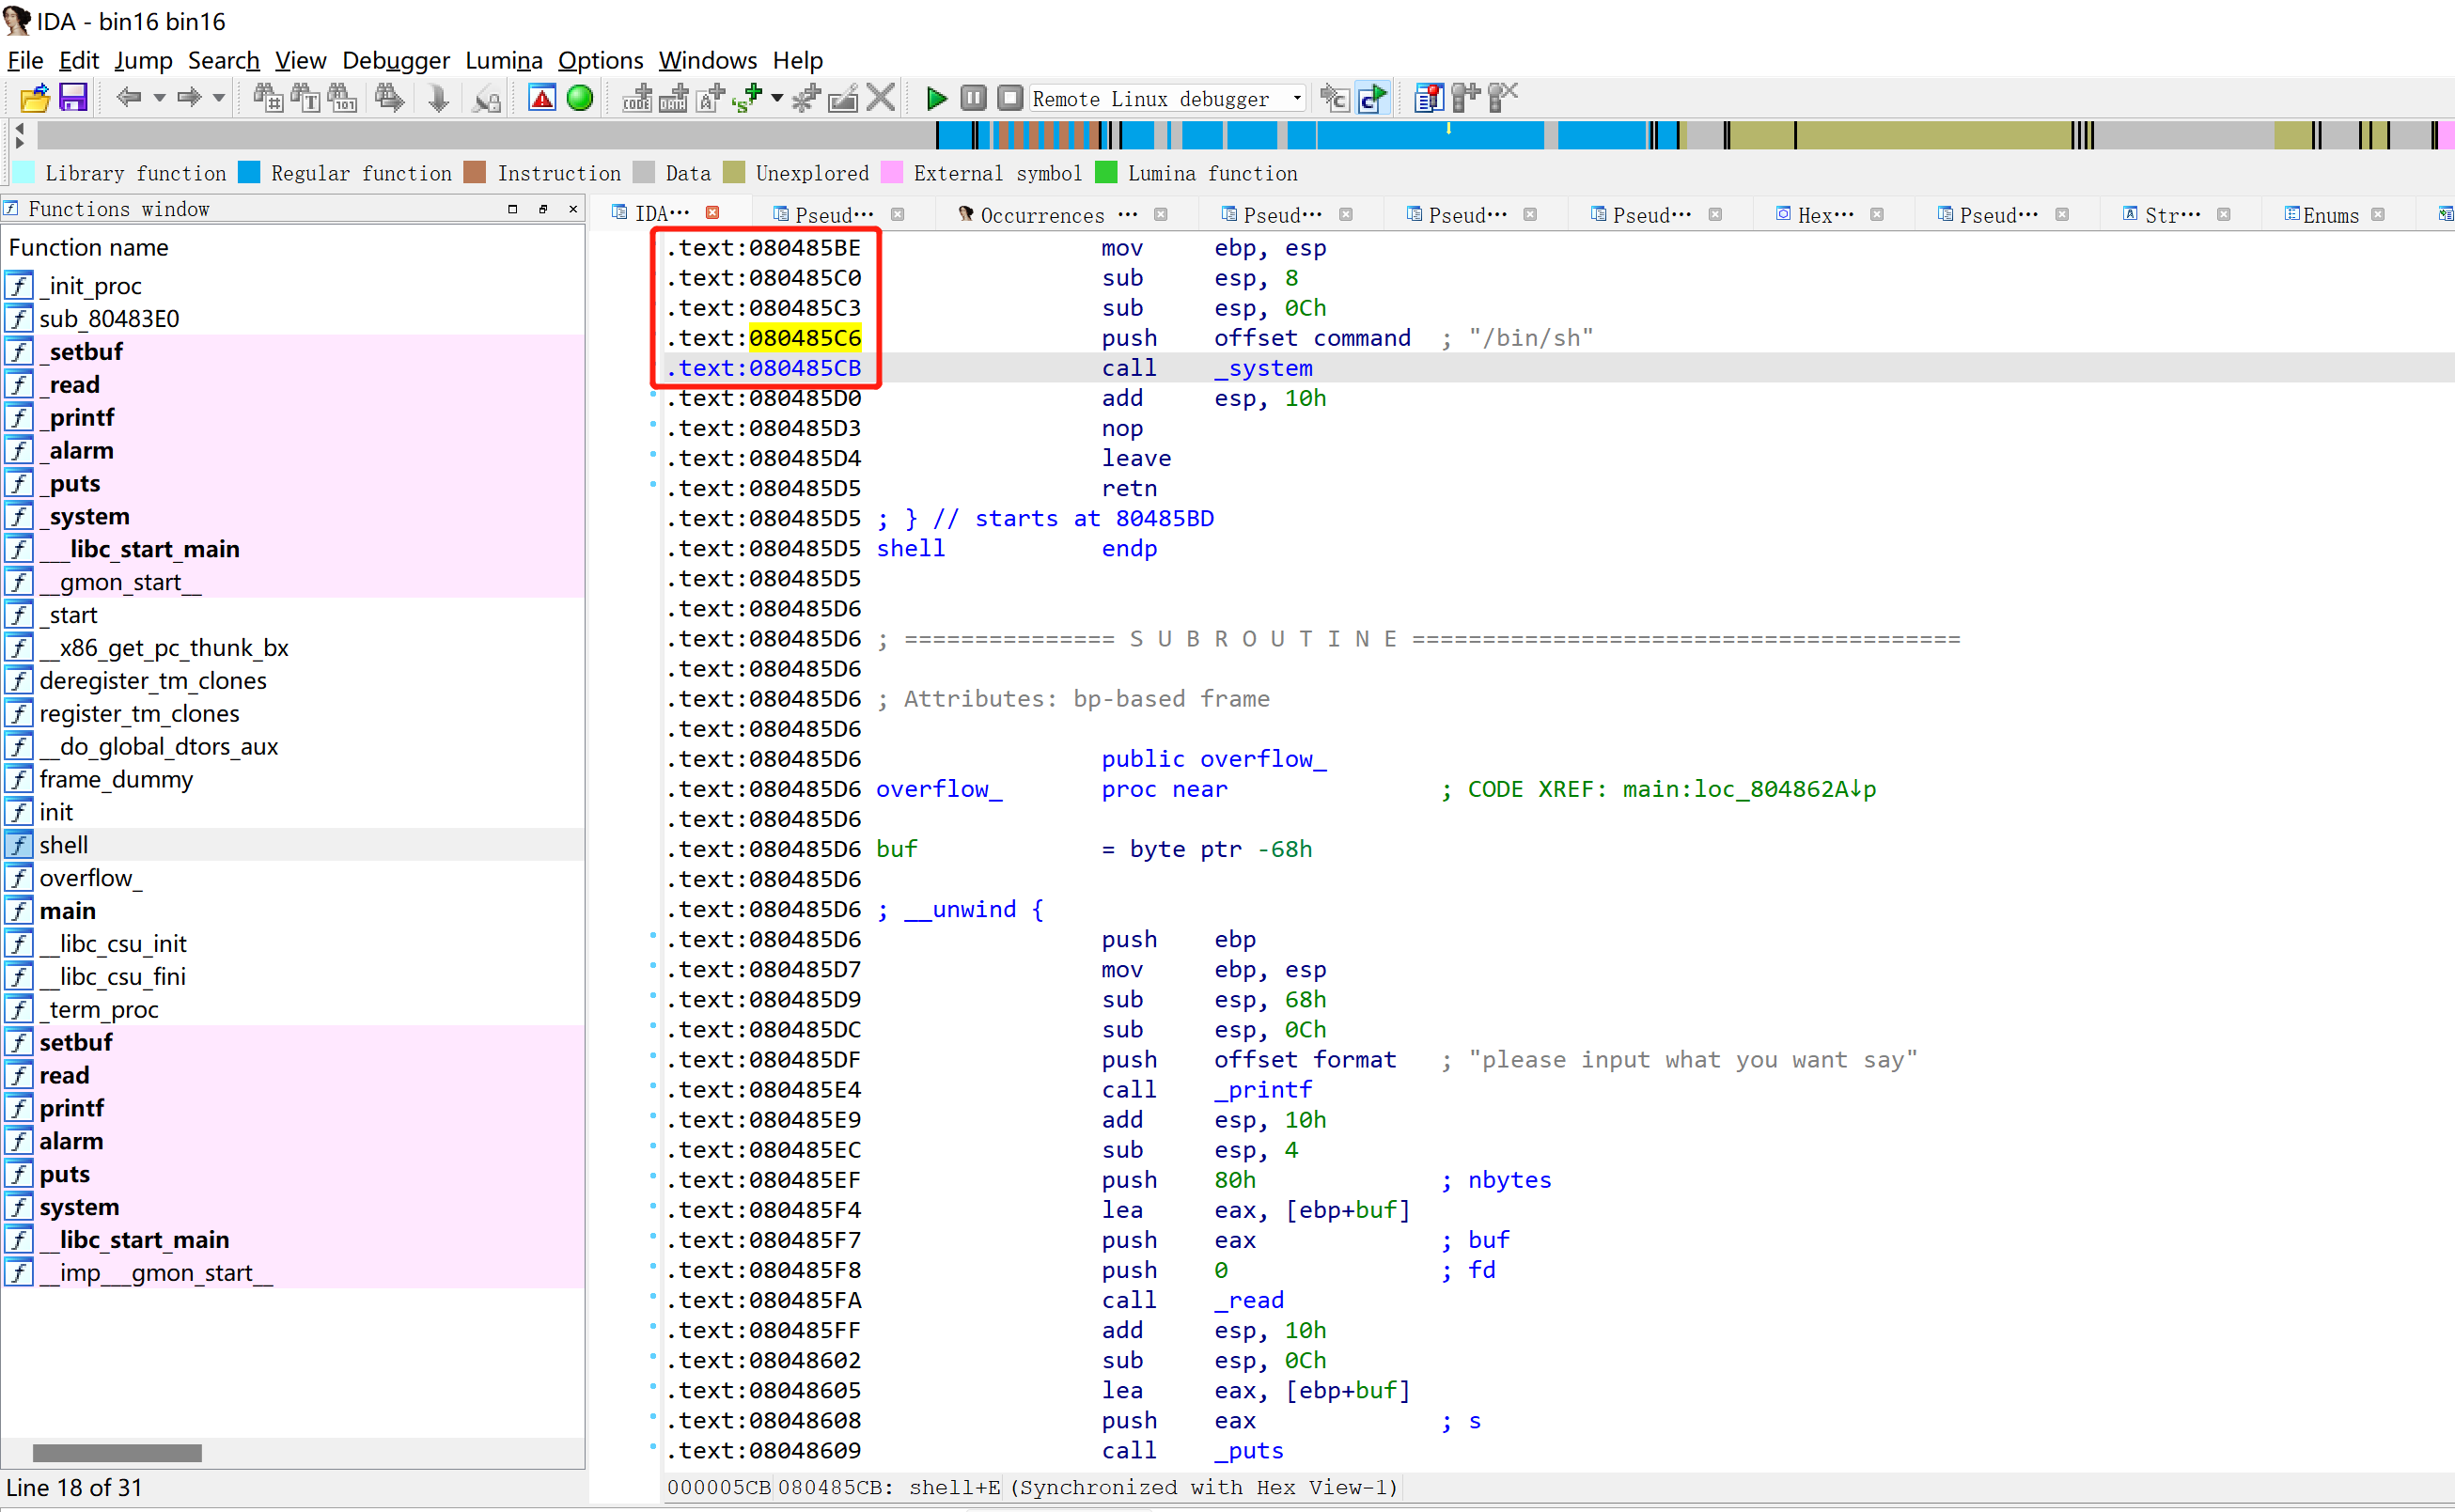 IDA - bin16 bin16
File Edit Jump Search View Debugger Lumina Options Windows Help
Remote Linux debugger
Library function Regular function Instruction Data Unexplored External symbol Lumina function
Functions window
IDA··· Pseud··· Occurrences ··· Pseud··· Pseud··· Pseud··· Hex··· Pseud··· Str··· Enums
Function name
_init_proc
sub_80483E0
_setbuf
_read
_printf
_alarm
_puts
_system
___libc_start_main
__gmon_start__
_start
__x86_get_pc_thunk_bx
deregister_tm_clones
register_tm_clones
__do_global_dtors_aux
frame_dummy
init
shell
overflow_
main
__libc_csu_init
__libc_csu_fini
_term_proc
setbuf
read
printf
alarm
puts
system
__libc_start_main
__imp___gmon_start__
Line 18 of 31
.text:080485BE mov ebp, esp
.text:080485C0 sub esp, 8
.text:080485C3 sub esp, 0Ch
.text:080485C6 push offset command ; "/bin/sh"
.text:080485CB call _system
.text:080485D0 add esp, 10h
.text:080485D3 nop
.text:080485D4 leave
.text:080485D5 retn
.text:080485D5 ; } // starts at 80485BD
.text:080485D5 shell endp
.text:080485D5
.text:080485D6
.text:080485D6 ; =============== S U B R O U T I N E =======================================
.text:080485D6
.text:080485D6 ; Attributes: bp-based frame
.text:080485D6
.text:080485D6 public overflow_
.text:080485D6 overflow_ proc near ; CODE XREF: main:loc_804862A↓p
.text:080485D6
.text:080485D6 buf = byte ptr -68h
.text:080485D6
.text:080485D6 ; __unwind {
.text:080485D6 push ebp
.text:080485D7 mov ebp, esp
.text:080485D9 sub esp, 68h
.text:080485DC sub esp, 0Ch
.text:080485DF push offset format ; "please input what you want say"
.text:080485E4 call _printf
.text:080485E9 add esp, 10h
.text:080485EC sub esp, 4
.text:080485EF push 80h ; nbytes
.text:080485F4 lea eax, [ebp+buf]
.text:080485F7 push eax ; buf
.text:080485F8 push 0 ; fd
.text:080485FA call _read
.text:080485FF add esp, 10h
.text:08048602 sub esp, 0Ch
.text:08048605 lea eax, [ebp+buf]
.text:08048608 push eax ; s
.text:08048609 call _puts
000005CB 080485CB: shell+E (Synchronized with Hex View-1)